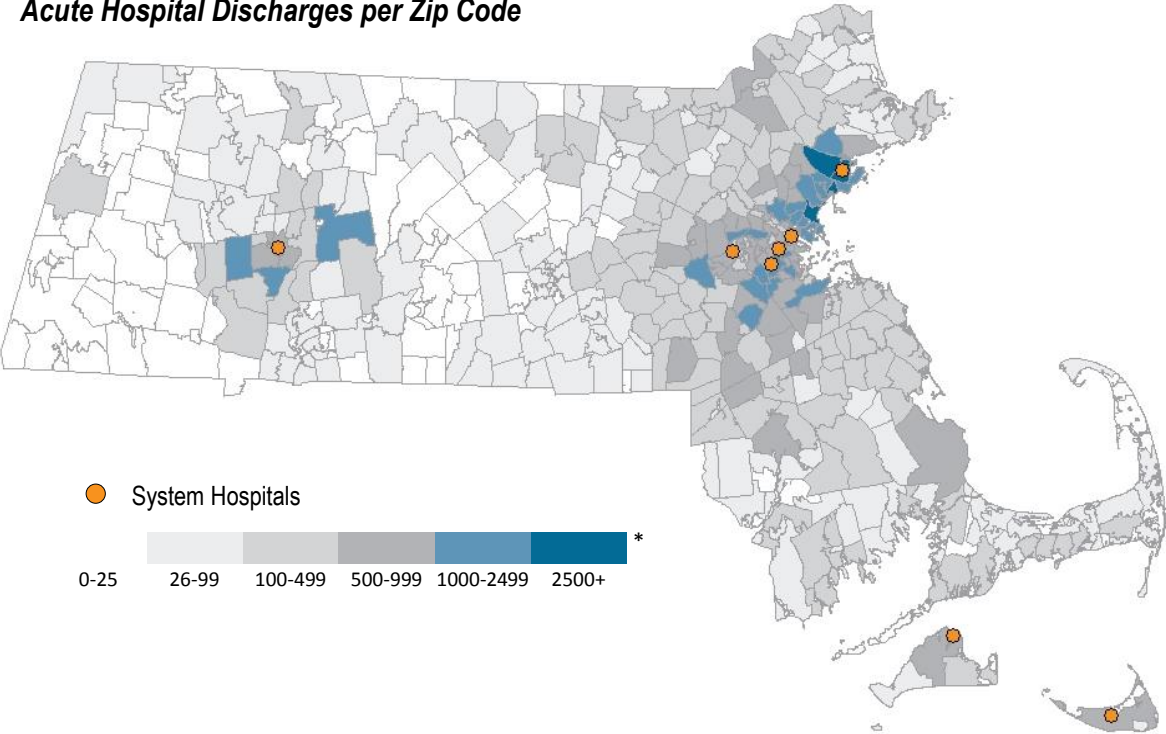 Acute Hospital Discharges per Zip Code
System Hospitals
*
0-25 26-99 100-499 500-999 1000-2499 2500+